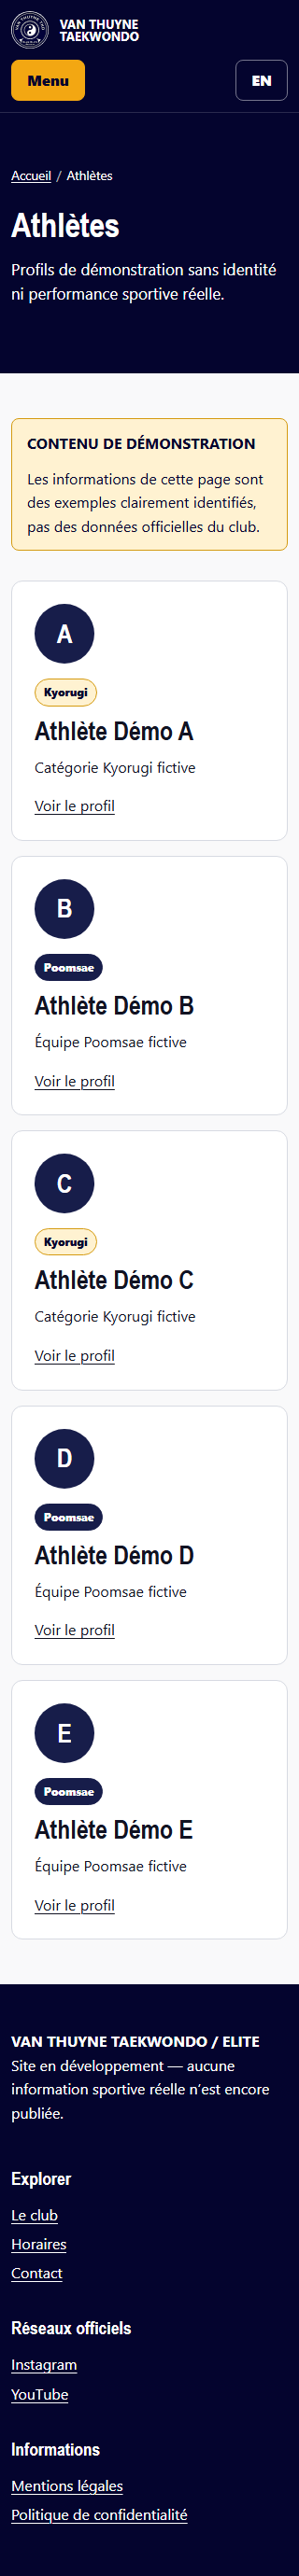 VAN THUYNE
TAEKWONDO
Menu
EN
Accueil / Athlètes
Athlètes
Profils de démonstration sans identité
ni performance sportive réelle.
CONTENU DE DÉMONSTRATION
Les informations de cette page sont
des exemples clairement identifiés,
pas des données officielles du club.
A
Kyorugi
Athlète Démo A
Catégorie Kyorugi fictive
Voir le profil
B
Poomsae
Athlète Démo B
Équipe Poomsae fictive
Voir le profil
C
Kyorugi
Athlète Démo C
Catégorie Kyorugi fictive
Voir le profil
D
Poomsae
Athlète Démo D
Équipe Poomsae fictive
Voir le profil
E
Poomsae
Athlète Démo E
Équipe Poomsae fictive
Voir le profil
VAN THUYNE TAEKWONDO / ELITE
Site en développement — aucune
information sportive réelle n’est encore
publiée.
Explorer
Le club
Horaires
Contact
Réseaux officiels
Instagram
YouTube
Informations
Mentions légales
Politique de confidentialité